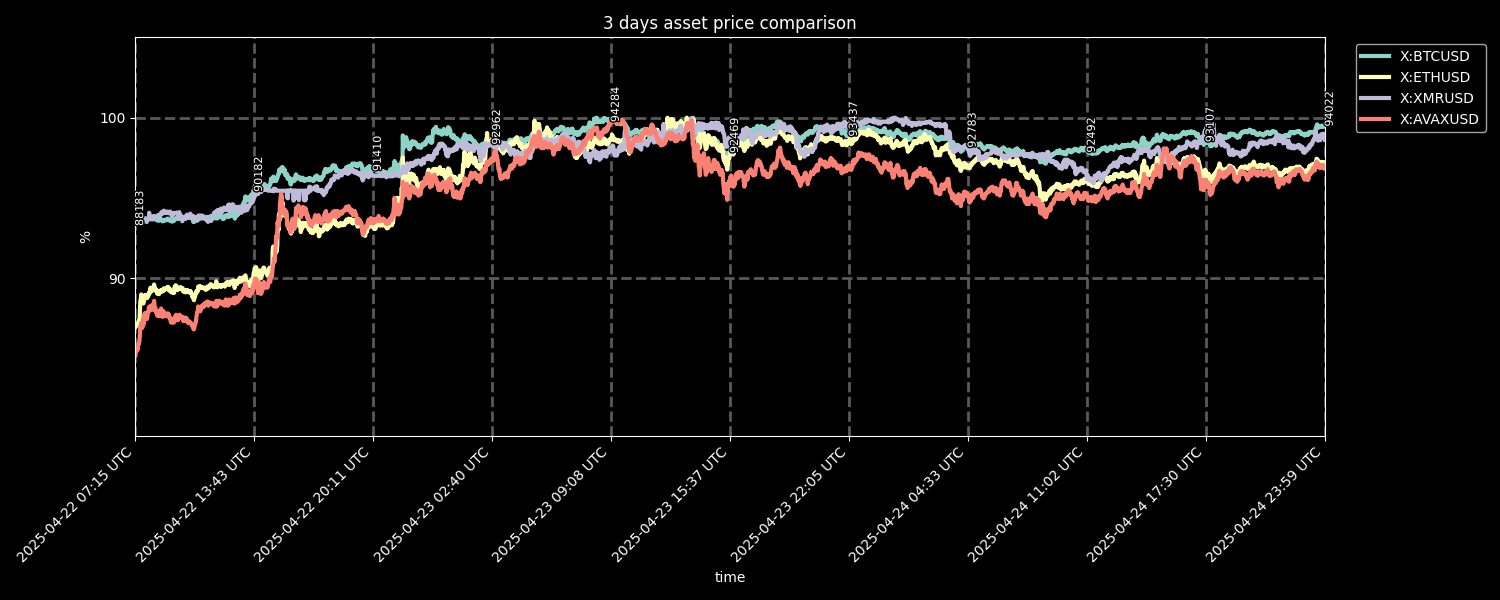 3 days asset price comparison
X:BTCUSD
X:ETHUSD
X:XMRUSD
X:AVAXUSD
100
90
%
88183
90182
91410
92962
94284
92469
93437
92783
92492
93107
94022
2025-04-22 07:15 UTC
2025-04-22 13:43 UTC
2025-04-22 20:11 UTC
2025-04-23 02:40 UTC
2025-04-23 09:08 UTC
2025-04-23 15:37 UTC
2025-04-23 22:05 UTC
2025-04-24 04:33 UTC
2025-04-24 11:02 UTC
2025-04-24 17:30 UTC
2025-04-24 23:59 UTC
time